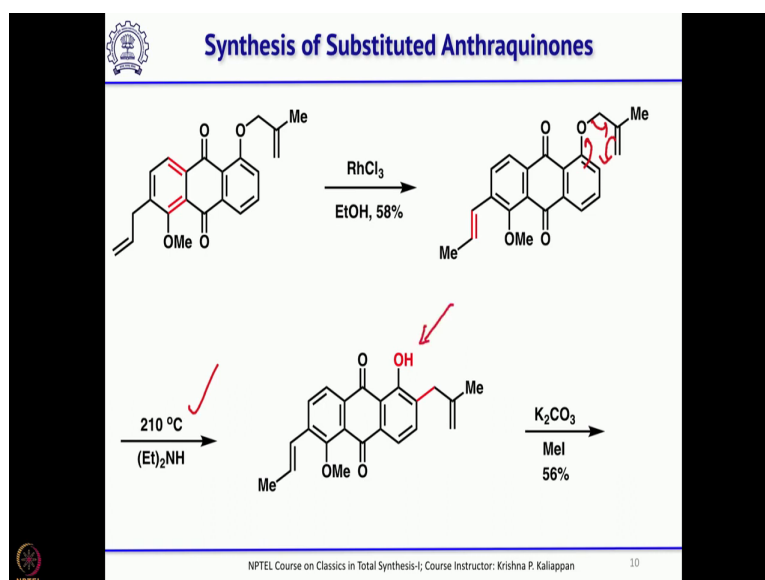 Synthesis of Substituted Anthraquinones
O
O
Me
OMe
O
RhCl3
EtOH, 58%
O
O
Me
Me
OMe
O
210 ºC
(Et)2NH
O
OH
Me
Me
OMe
O
K2CO3
MeI
56%
NPTEL Course on Classics in Total Synthesis-I; Course Instructor: Krishna P. Kaliappan
10